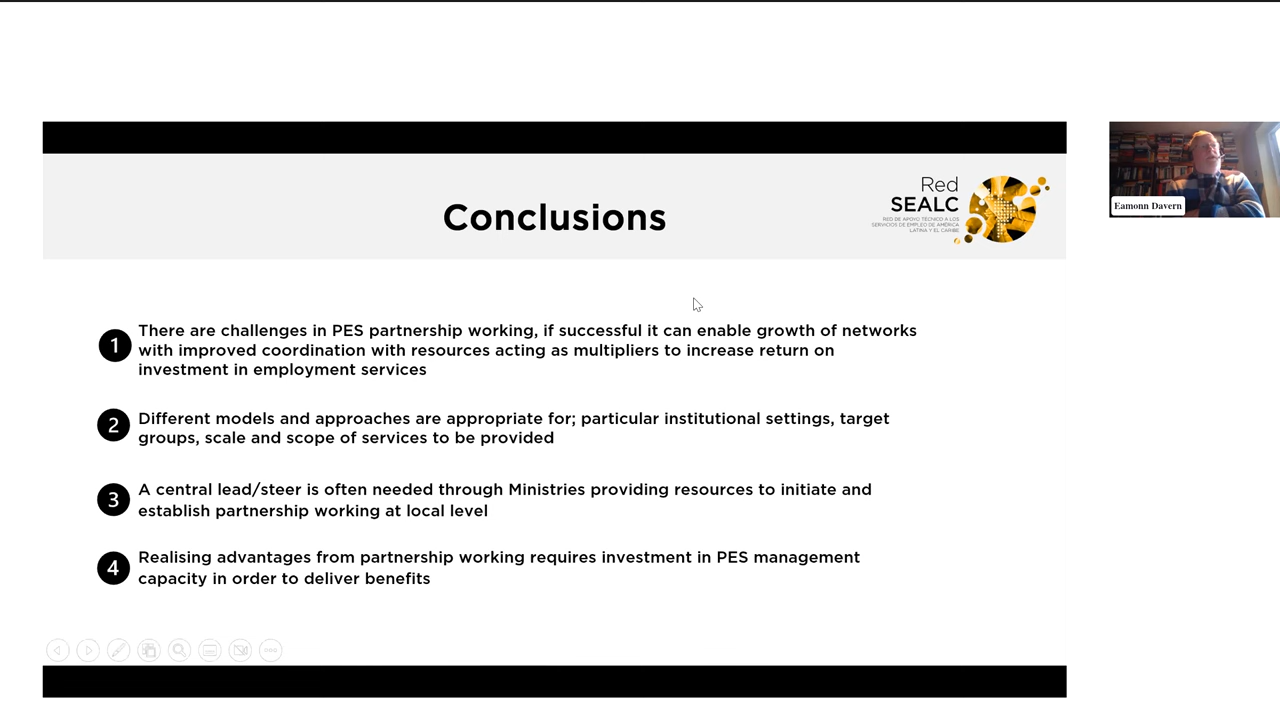 Red
SEALC
RED DE APOYO TÉCNICO A LOS
SERVICIOS DE EMPLEO DE AMÉRICA
LATINA Y EL CARIBE
Conclusions
Eamonn Davern
1
There are challenges in PES partnership working, if successful it can enable growth of networks
with improved coordination with resources acting as multipliers to increase return on
investment in employment services
2
Different models and approaches are appropriate for; particular institutional settings, target
groups, scale and scope of services to be provided
3
A central lead/steer is often needed through Ministries providing resources to initiate and
establish partnership working at local level
4
Realising advantages from partnership working requires investment in PES management
capacity in order to deliver benefits